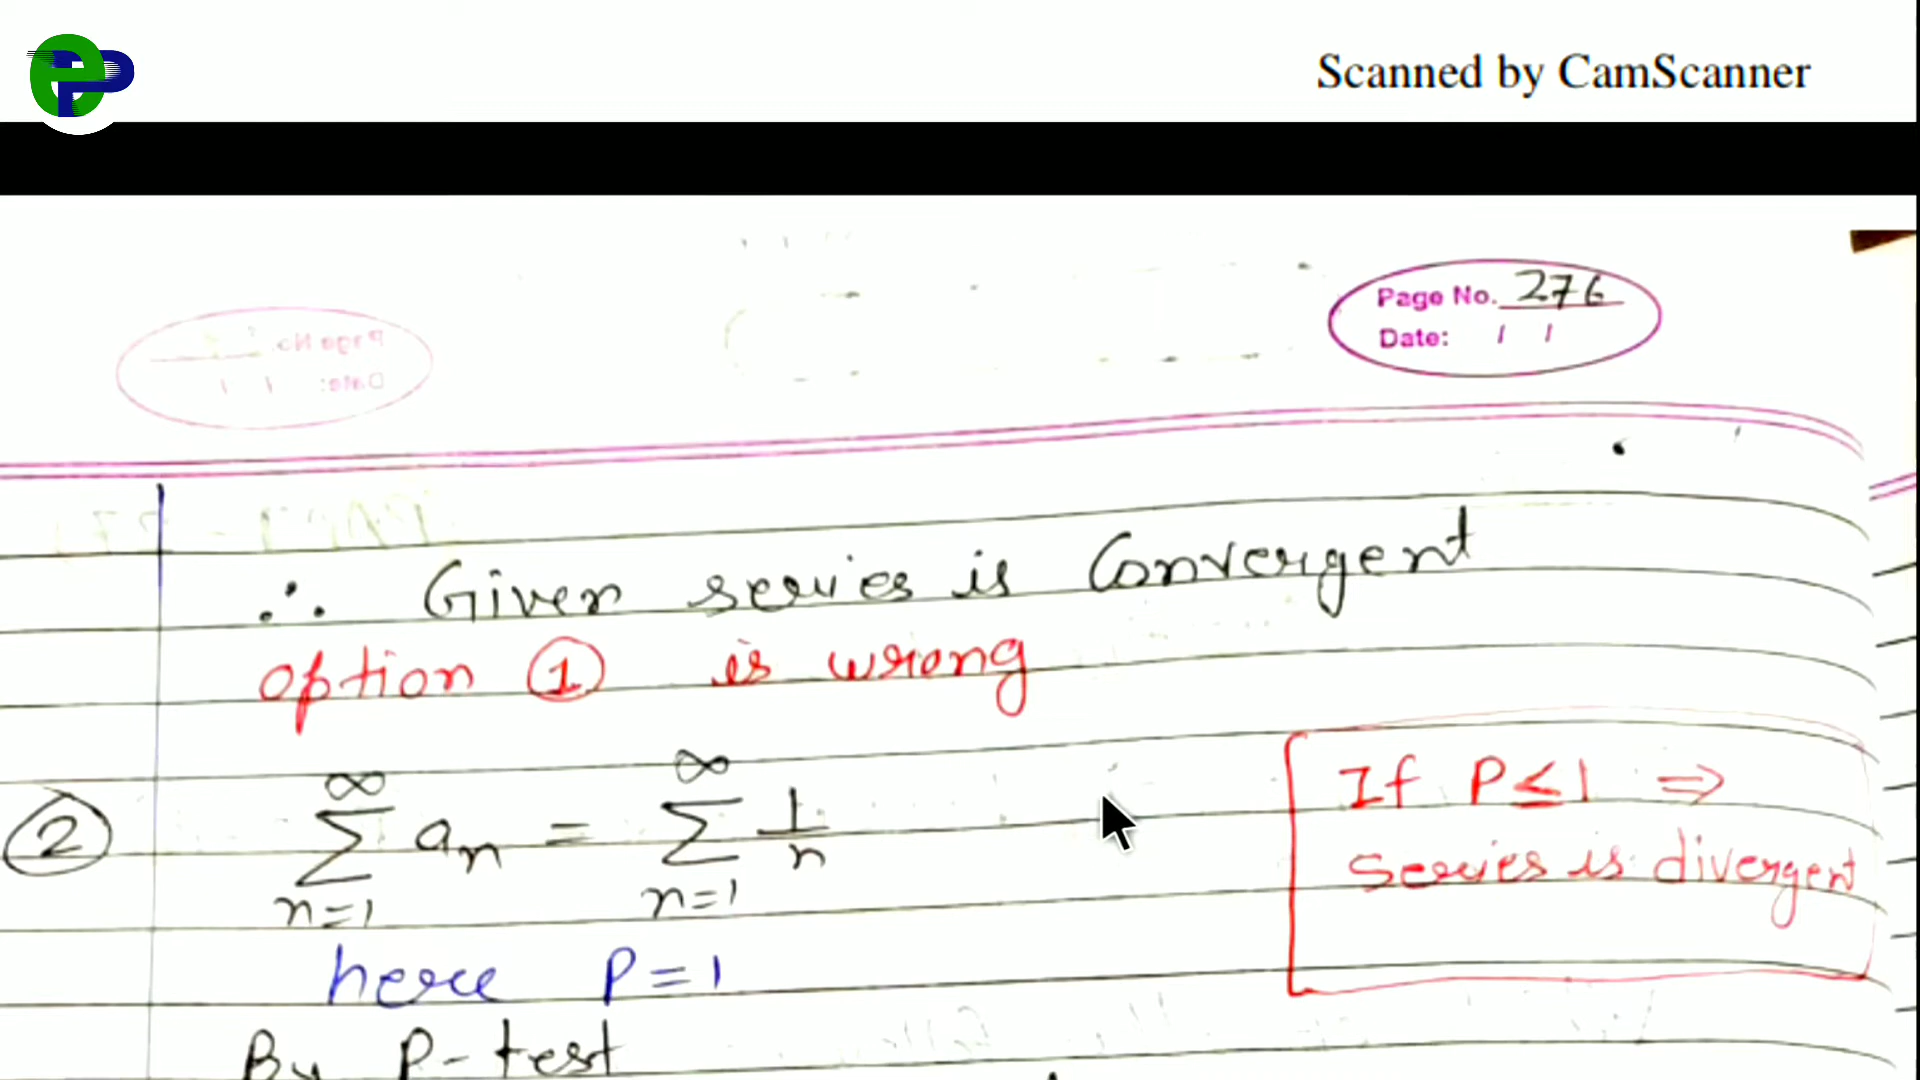 eP
Scanned by CamScanner
Page No. 276
Date: / /
∴ Given series is Convergent
option ① is wrong
② ∞∑n=1 an = ∞∑n=1 1/n
If P ≤ 1 ⇒
series is divergent
here P = 1
By P-test